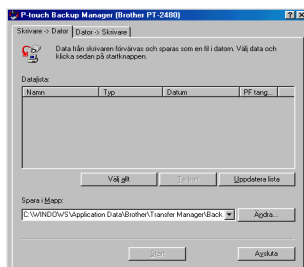 P-touch Backup Manager (Brother PT-2480)
Skrivare -> Dator Dator -> Skrivare
Data från skrivaren förvärvas och sparas som en fil i datorn. Välj data och
klicka sedan på startknappen.
Datalista:
Namn Typ Datum PF tang...
Välj allt Ta bort Uppdatera lista
Spara i Mapp:
C:\WINDOWS\Application Data\Brother\Transfer Manager\Back Ändra...
Start Avsluta